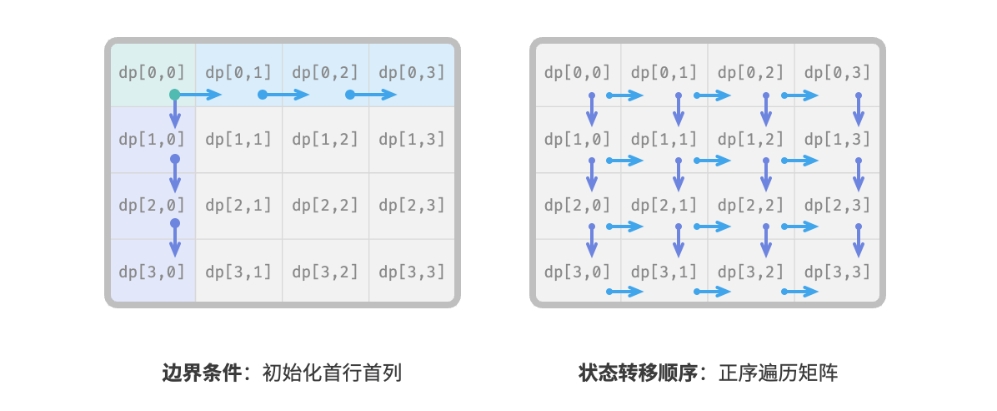 dp[0,0] dp[0,1] dp[0,2] dp[0,3]
dp[1,0] dp[1,1] dp[1,2] dp[1,3]
dp[2,0] dp[2,1] dp[2,2] dp[2,3]
dp[3,0] dp[3,1] dp[3,2] dp[3,3]
边界条件：初始化首行首列
dp[0,0] dp[0,1] dp[0,2] dp[0,3]
dp[1,0] dp[1,1] dp[1,2] dp[1,3]
dp[2,0] dp[2,1] dp[2,2] dp[2,3]
dp[3,0] dp[3,1] dp[3,2] dp[3,3]
状态转移顺序：正序遍历矩阵